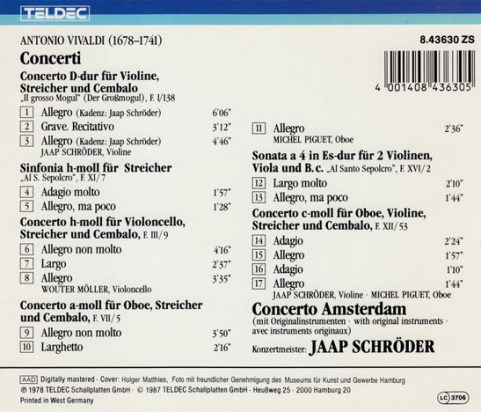 TELDEC
ANTONIO VIVALDI (1678–1741)
8.43630 ZS
Concerti
4 001408 436305
Concerto D-dur für Violine,
Streicher und Cembalo
„Il grosso Mogul“ (Der Großmogul), F. I/138
1 Allegro (Kadenz: Jaap Schröder) 6'06"
2 Grave. Recitativo 3'12"
3 Allegro (Kadenz: Jaap Schröder) 4'46"
JAAP SCHRÖDER, Violine
Sinfonia h-moll für Streicher
„Al S. Sepolcro“, F. XI/7
4 Adagio molto 1'57"
5 Allegro, ma poco 1'28"
Concerto h-moll für Violoncello,
Streicher und Cembalo, F. III/9
6 Allegro non molto 4'16"
7 Largo 2'37"
8 Allegro 3'35"
WOUTER MÖLLER, Violoncello
Concerto a-moll für Oboe, Streicher
und Cembalo, F. VII/5
9 Allegro non molto 3'50"
10 Larghetto 2'16"
11 Allegro 2'36"
MICHEL PIGUET, Oboe
Sonata a 4 in Es-dur für 2 Violinen,
Viola und B. c. „Al Santo Sepolcro“, F. XVI/2
12 Largo molto 2'10"
13 Allegro, ma poco 1'44"
Concerto c-moll für Oboe, Violine,
Streicher und Cembalo, F. XII/53
14 Adagio 2'24"
15 Allegro 1'57"
16 Adagio 1'10"
17 Allegro 1'44"
JAAP SCHRÖDER, Violine · MICHEL PIGUET, Oboe
Concerto Amsterdam
(mit Originalinstrumenten · with original instruments ·
avec instruments originaux)
Konzertmeister: JAAP SCHRÖDER
AAD Digitally mastered · Cover: Holger Matthies, Foto mit freundlicher Genehmigung des Museums für Kunst und Gewerbe Hamburg
℗ 1978 TELDEC Schallplatten GmbH · © 1987 TELDEC Schallplatten GmbH · Heußweg 25 · 2000 Hamburg 20
Printed in West Germany
LC 3706